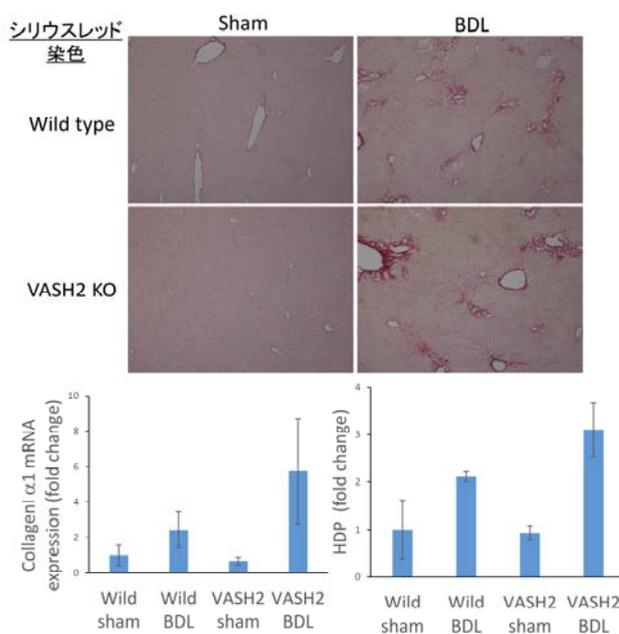 シリウスレッド
染色
Sham
BDL
Wild type
VASH2 KO
Collagen α1 mRNA
expression (fold change)
10
8
6
4
2
0
Wild
sham
Wild
BDL
VASH2
sham
VASH2
BDL
HDP (fold change)
4
3
2
1
0
Wild
sham
Wild
BDL
VASH2
sham
VASH2
BDL